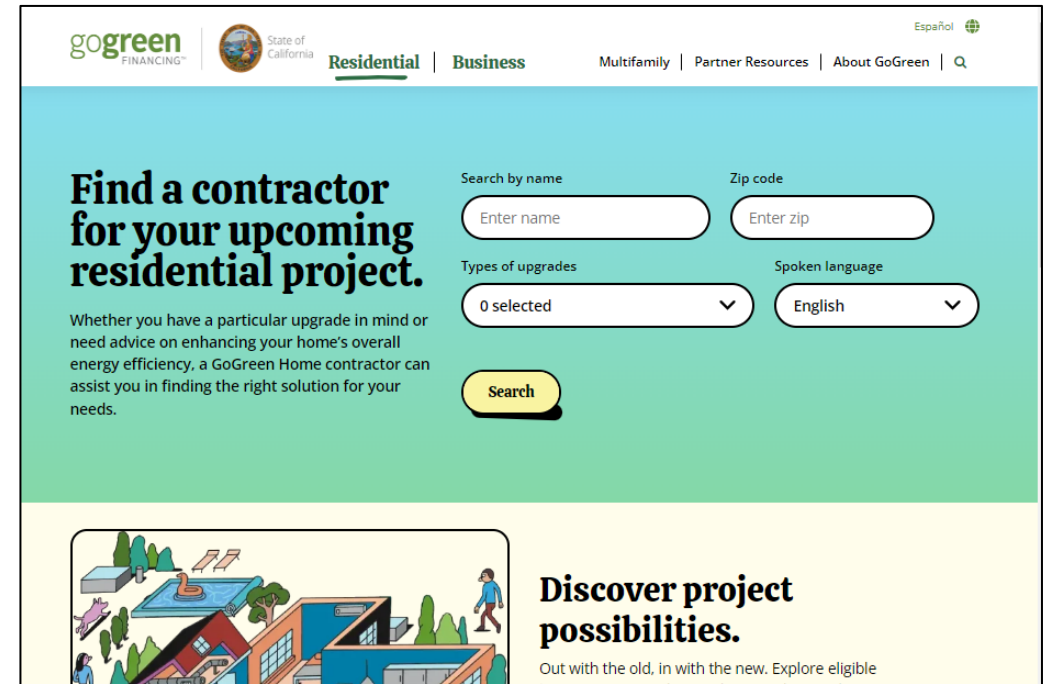 Español
gogreen
FINANCING™
State of
California
Residential
Business
Multifamily
Partner Resources
About GoGreen
Find a contractor
for your upcoming
residential project.
Whether you have a particular upgrade in mind or
need advice on enhancing your home's overall
energy efficiency, a GoGreen Home contractor can
assist you in finding the right solution for your
needs.
Search by name
Zip code
Enter name
Enter zip
Types of upgrades
Spoken language
0 selected
English
Search
Discover project
possibilities.
Out with the old, in with the new. Explore eligible